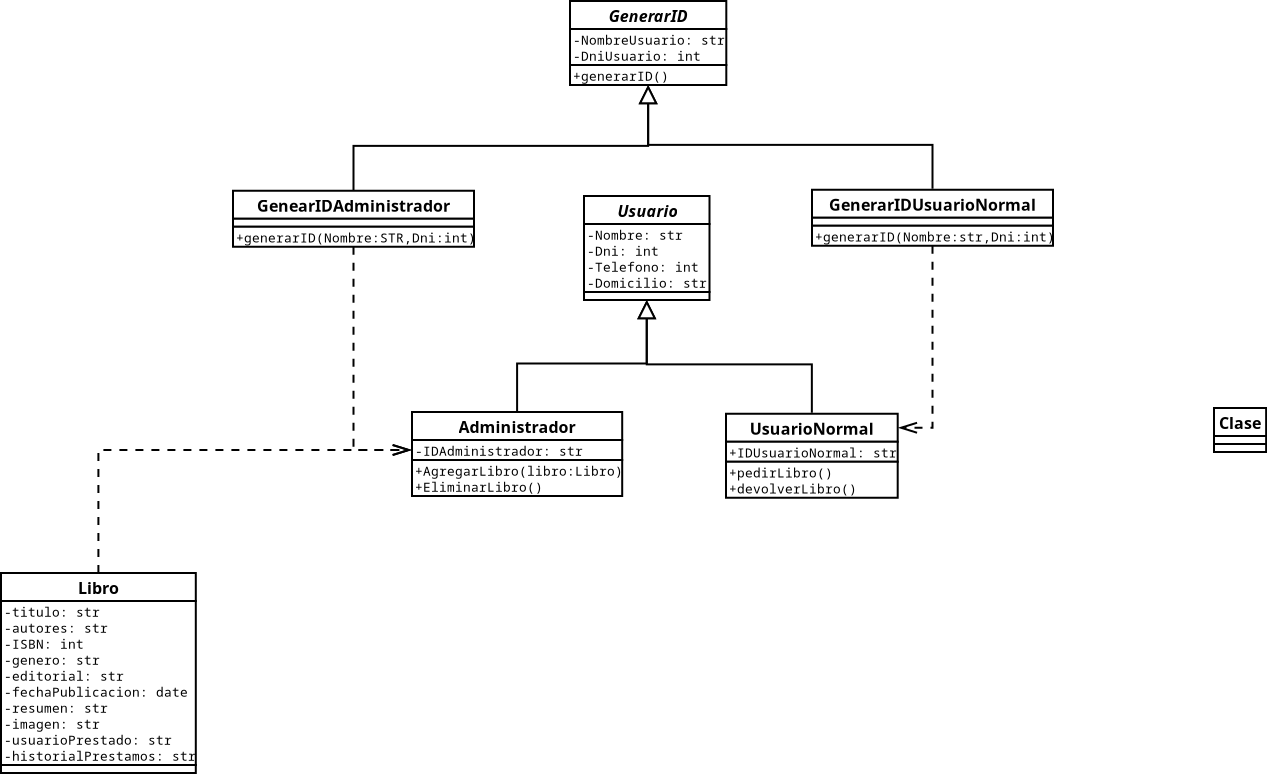 GenerarID
-NombreUsuario: str
-DniUsuario: int
+generarID()
GenearIDAdministrador
+generarID(Nombre:STR,Dni:int)
Usuario
-Nombre: str
-Dni: int
-Telefono: int
-Domicilio: str
GenerarIDUsuarioNormal
+generarID(Nombre:str,Dni:int)
Administrador
-IDAdministrador: str
+AgregarLibro(libro:Libro)
+EliminarLibro()
UsuarioNormal
+IDUsuarioNormal: str
+pedirLibro()
+devolverLibro()
Clase
Libro
-titulo: str
-autores: str
-ISBN: int
-genero: str
-editorial: str
-fechaPublicacion: date
-resumen: str
-imagen: str
-usuarioPrestado: str
-historialPrestamos: str